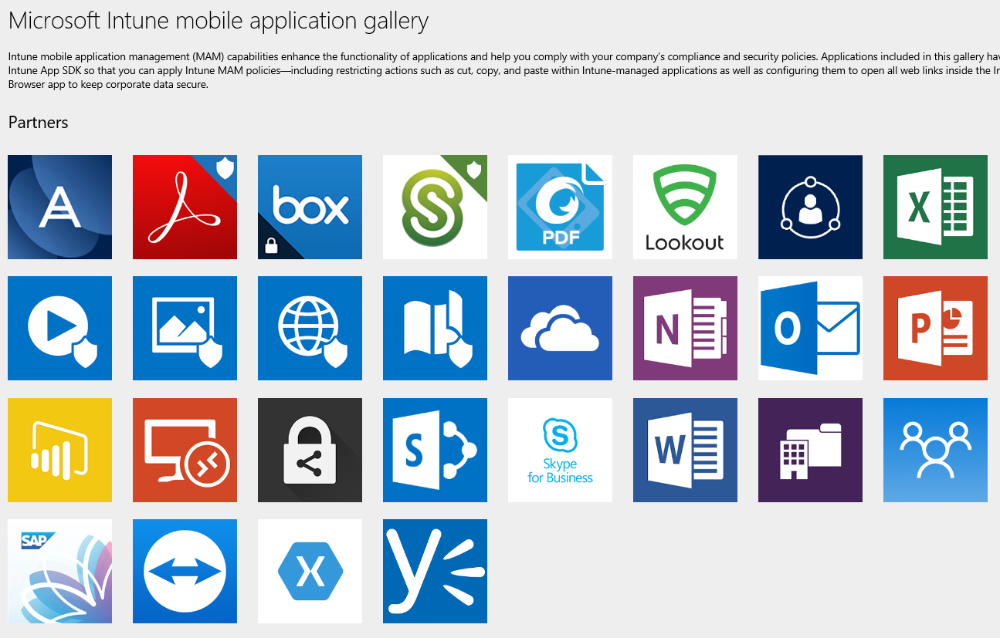 Microsoft Intune mobile application gallery
Intune mobile application management (MAM) capabilities enhance the functionality of applications and help you comply with your company's compliance and security policies. Applications included in this gallery hav
Intune App SDK so that you can apply Intune MAM policies—including restricting actions such as cut, copy, and paste within Intune-managed applications as well as configuring them to open all web links inside the In
Browser app to keep corporate data secure.
Partners
A
box
S
PDF
Lookout
X
N
O
P
S
S
Skype
for Business
W
SAP
X
y